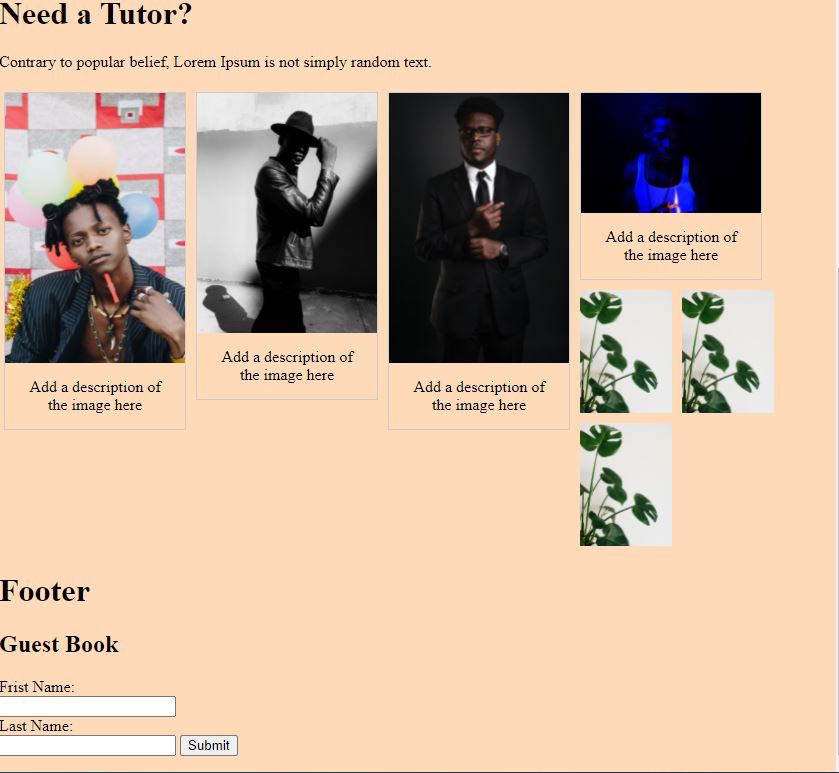 Need a Tutor?
Contrary to popular belief, Lorem Ipsum is not simply random text.
Add a description of
the image here
Add a description of
the image here
Add a description of
the image here
Add a description of
the image here
Footer
Guest Book
Frist Name:
Last Name:
Submit